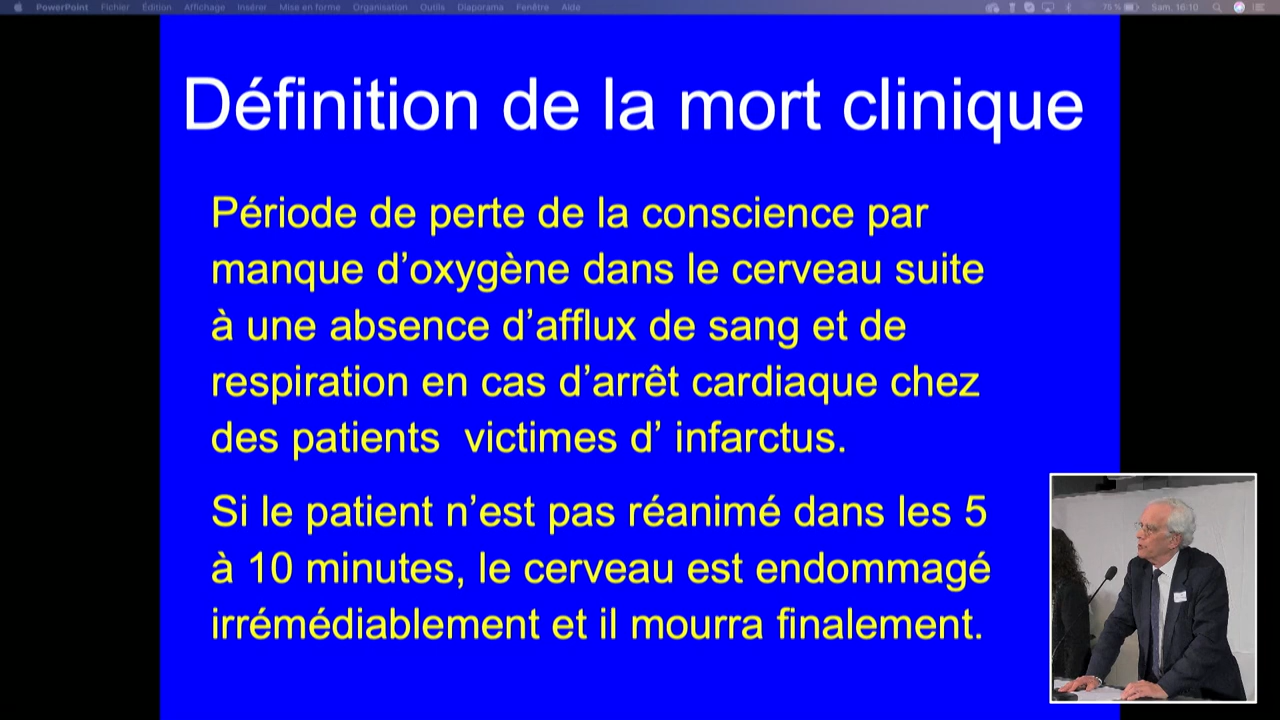 PowerPoint Fichier Édition Affichage Insérer Mise en forme Organisation Outils Diaporama Fenêtre Aide 75 % Sam. 16:10
Définition de la mort clinique
Période de perte de la conscience par
manque d’oxygène dans le cerveau suite
à une absence d’afflux de sang et de
respiration en cas d’arrêt cardiaque chez
des patients  victimes d’ infarctus.
Si le patient n’est pas réanimé dans les 5
à 10 minutes, le cerveau est endommagé
irrémédiablement et il mourra finalement.